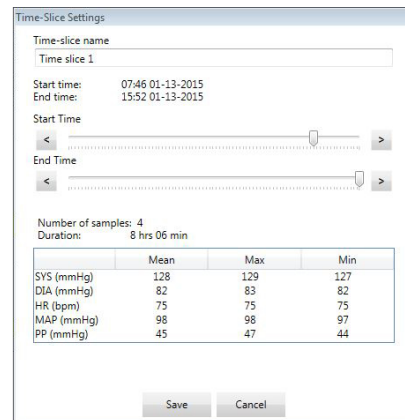 Time-Slice Settings
Time-slice name
Time slice 1
Start time: 07:46 01-13-2015
End time: 15:52 01-13-2015
Start Time
< >
End Time
< >
Number of samples: 4
Duration: 8 hrs 06 min
Mean Max Min
SYS (mmHg) 128 129 127
DIA (mmHg) 82 83 82
HR (bpm) 75 75 75
MAP (mmHg) 98 98 97
PP (mmHg) 45 47 44
Save Cancel